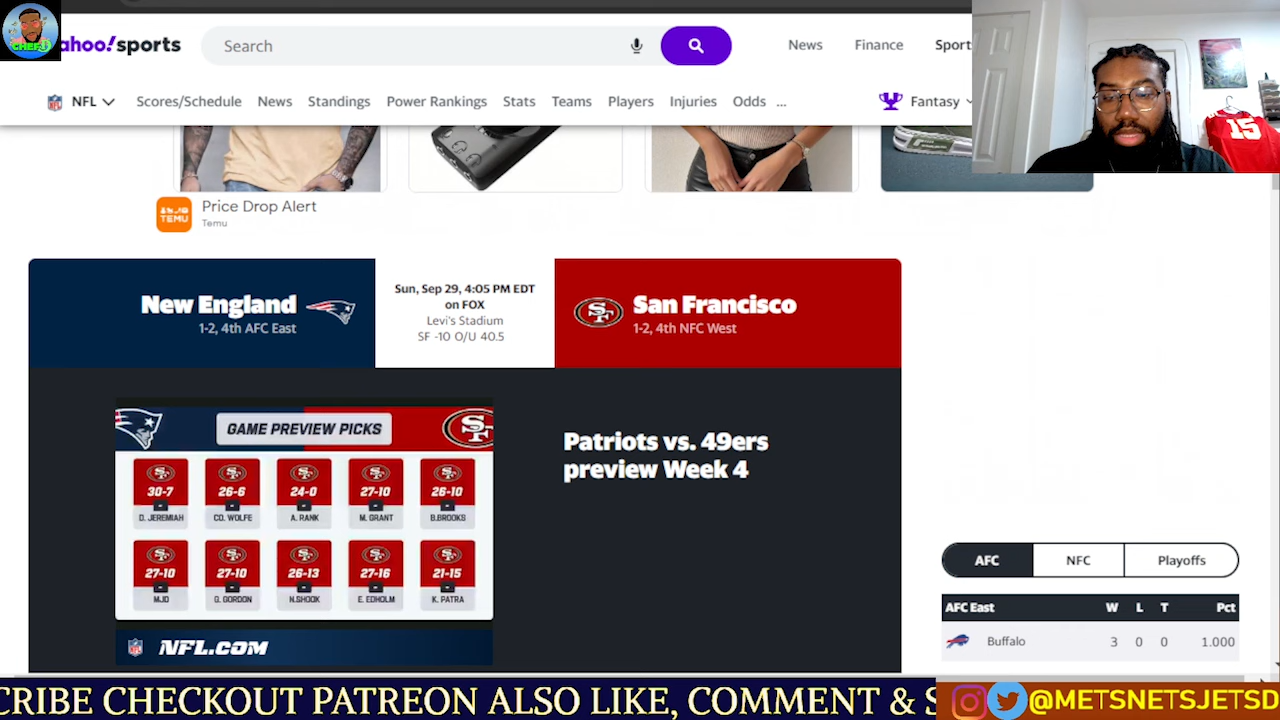 CHEF
ahoo!sports
Search
News
Finance
Sport
NFL
Scores/Schedule
News
Standings
Power Rankings
Stats
Teams
Players
Injuries
Odds
...
Fantasy
15
TEMU
Price Drop Alert
Temu
New England
1-2, 4th AFC East
Sun, Sep 29, 4:05 PM EDT
on FOX
Levi's Stadium
SF -10 O/U 40.5
SF
San Francisco
1-2, 4th NFC West
GAME PREVIEW PICKS
30-7
26-6
24-0
27-10
26-10
D. JEREMIAH
CO. WOLFE
A. RANK
M. GRANT
B.BROOKS
27-10
27-10
26-13
27-16
21-15
MJD
G. GORDON
N.SHOOK
E. EDHOLM
K. PATRA
NFL.COM
Patriots vs. 49ers
preview Week 4
AFC
NFC
Playoffs
AFC East W L T Pct
Buffalo 3 0 0 1.000
CRIBE CHECKOUT PATREON ALSO LIKE, COMMENT & S
@METSNETSJETSD